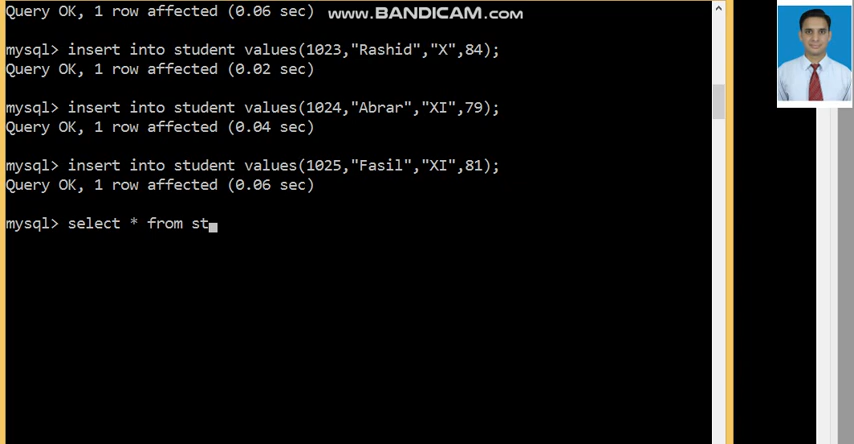 Query OK, 1 row affected (0.06 sec)
www.BANDICAM.com
mysql> insert into student values(1023,"Rashid","X",84);
Query OK, 1 row affected (0.02 sec)
mysql> insert into student values(1024,"Abrar","XI",79);
Query OK, 1 row affected (0.04 sec)
mysql> insert into student values(1025,"Fasil","XI",81);
Query OK, 1 row affected (0.06 sec)
mysql> select * from st